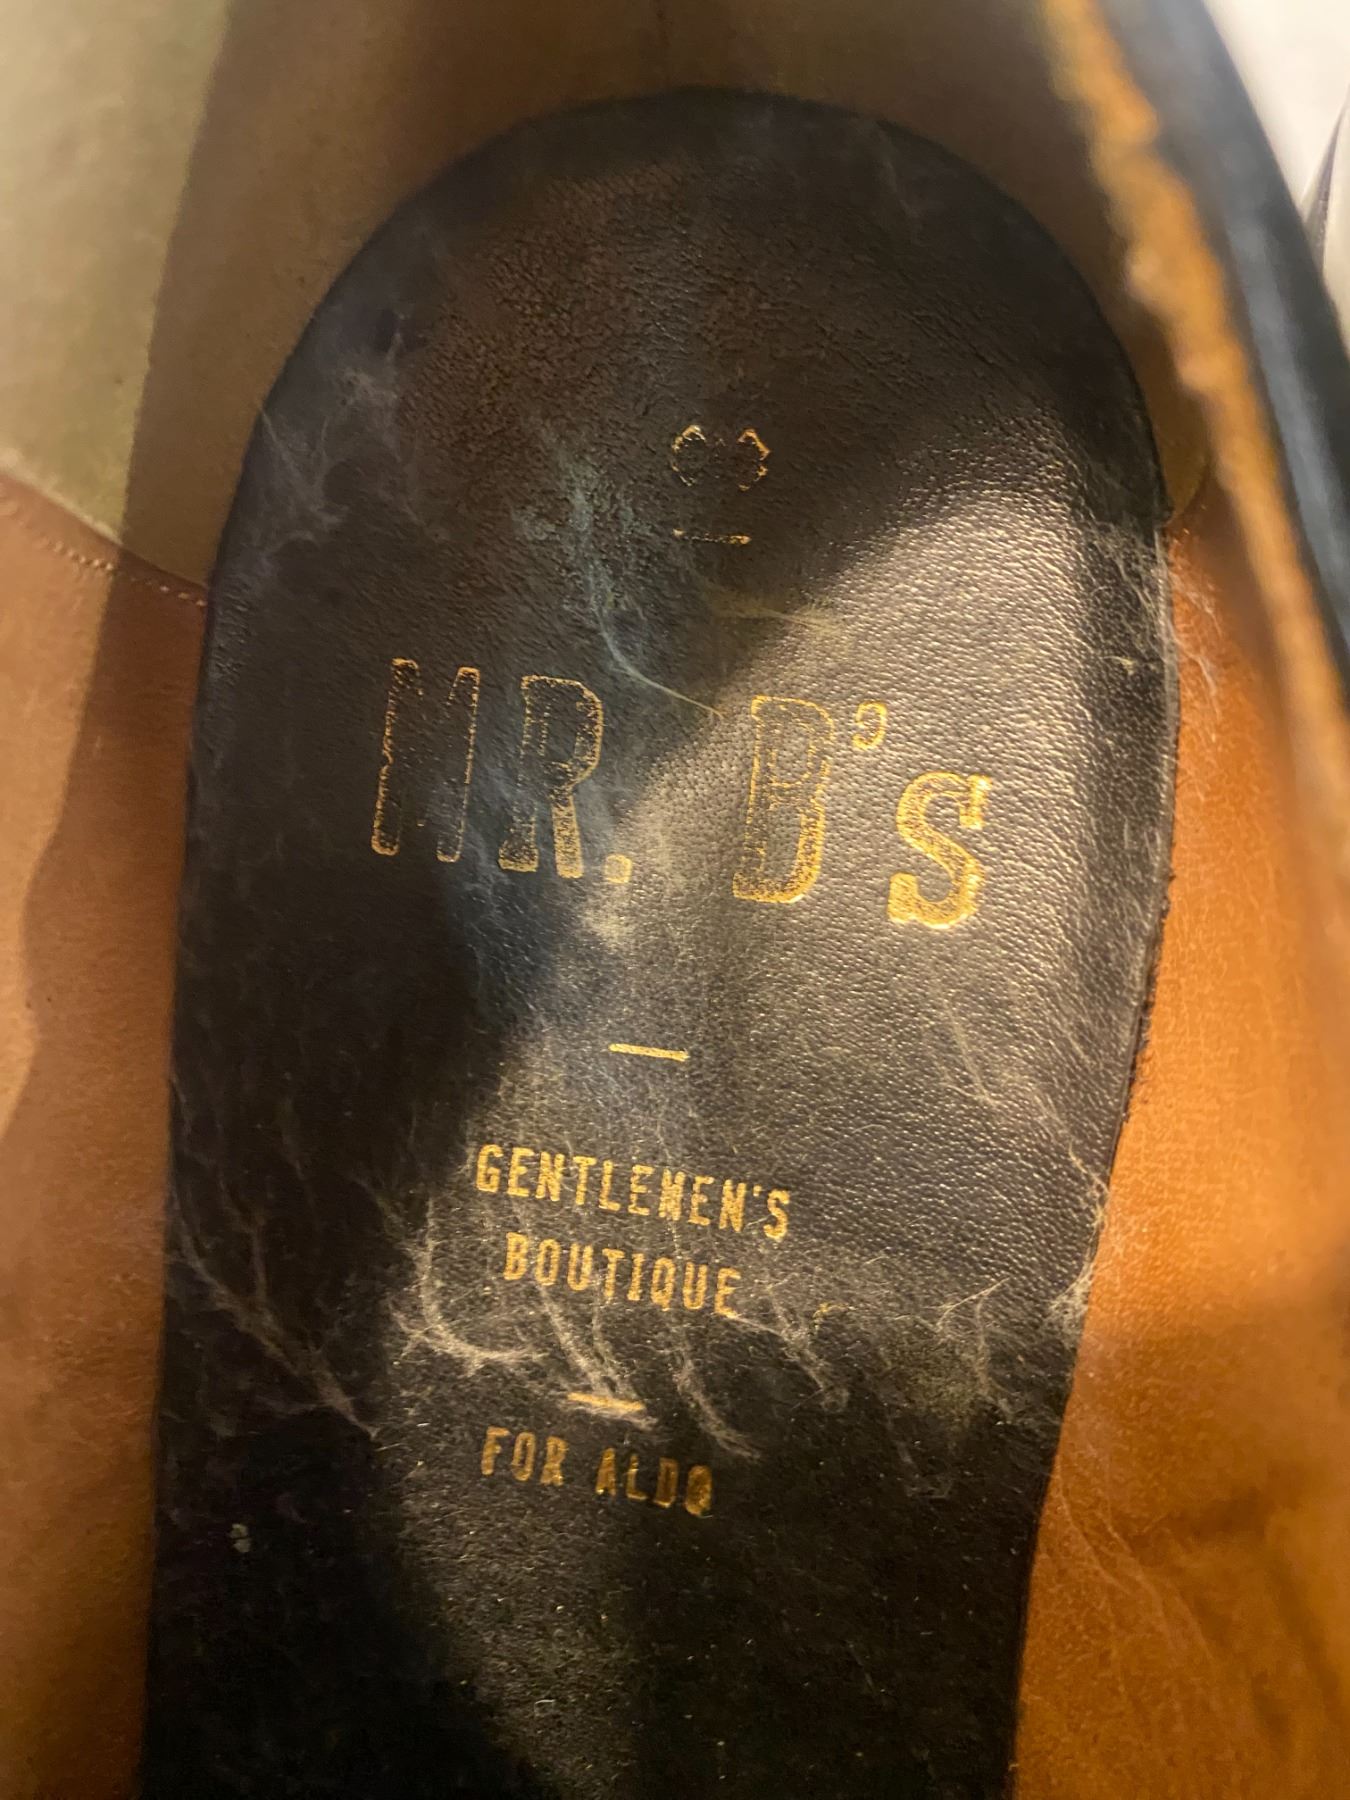 MR. B's
GENTLEMEN'S
BOUTIQUE
FOR ALDO